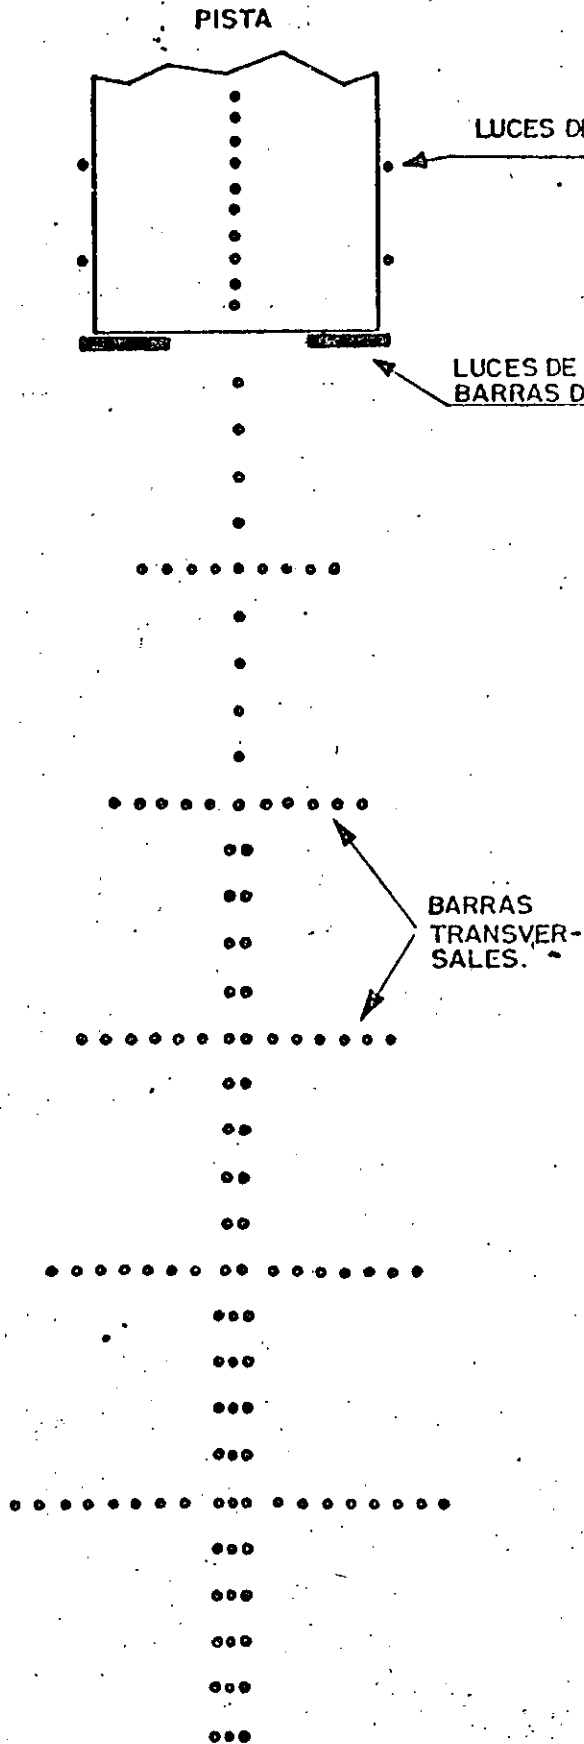 PISTA
LUCES DE
LUCES DE
BARRAS D
BARRAS
TRANSVER-
SALES.